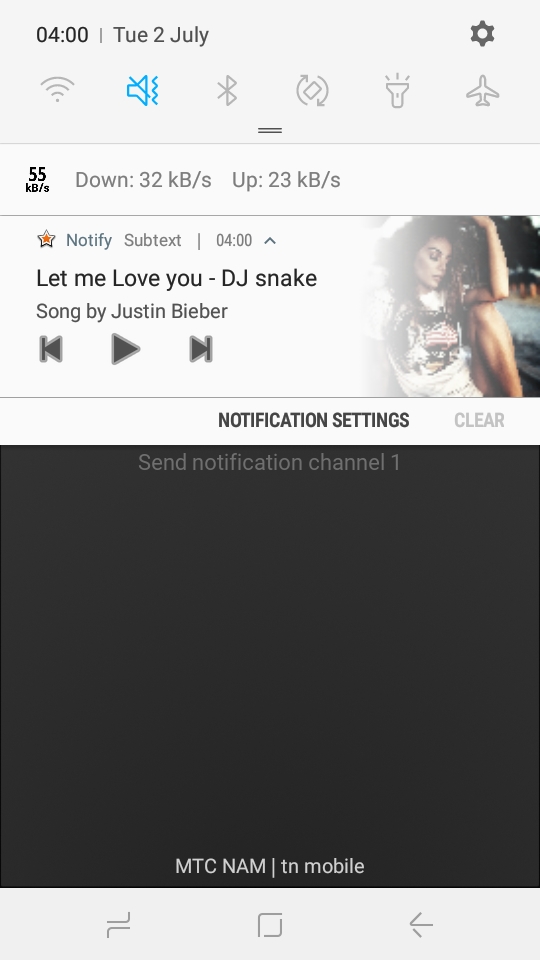 04:00 | Tue 2 July
55 kB/s
Down: 32 kB/s Up: 23 kB/s
Notify Subtext | 04:00
Let me Love you - DJ snake
Song by Justin Bieber
NOTIFICATION SETTINGS CLEAR
Send notification channel 1
MTC NAM | tn mobile